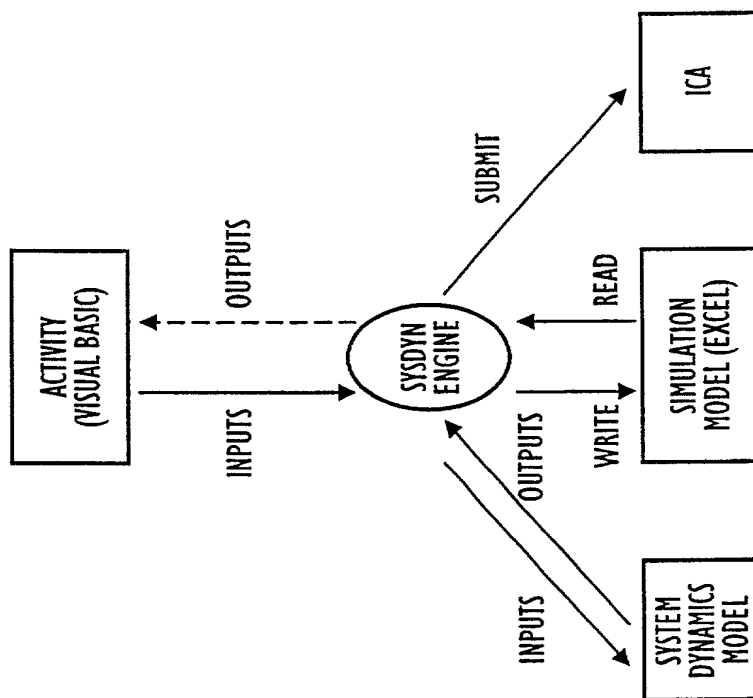 ACTIVITY
(VISUAL BASIC)
INPUTS
OUTPUTS
SYSDYN
ENGINE
INPUTS
OUTPUTS
WRITE
READ
SUBMIT
SYSTEM
DYNAMICS
MODEL
SIMULATION
MODEL (EXCEL)
ICA